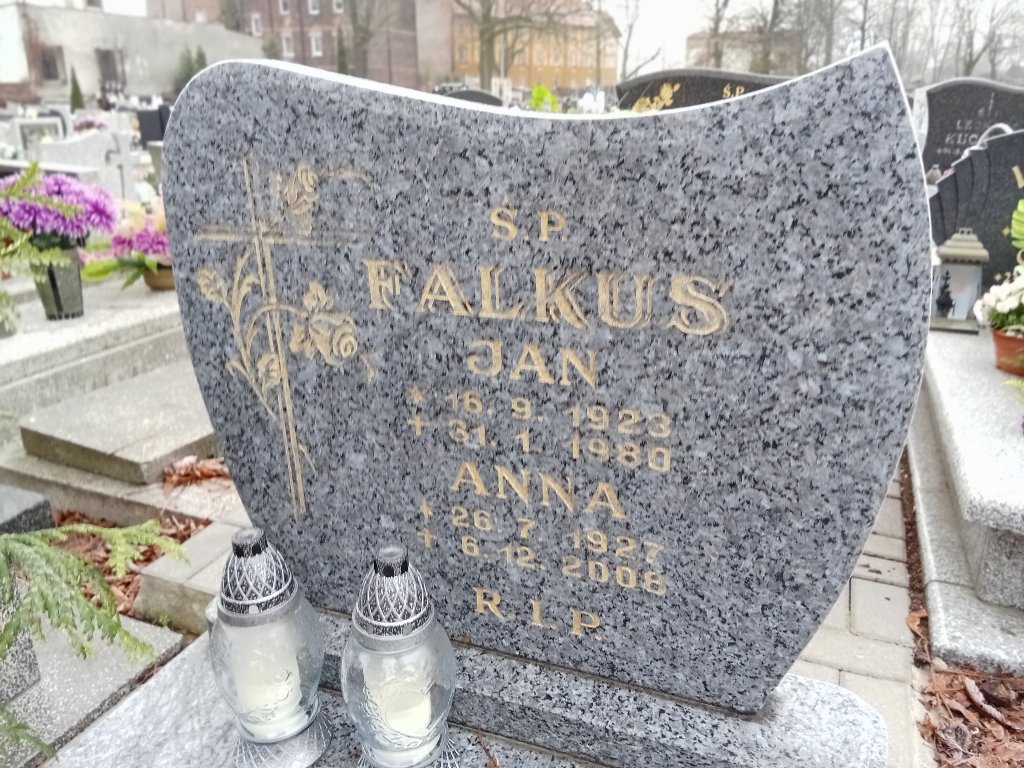 Ś.P.
FALKUS
JAN
* 16. 9. 1923
+ 31. 1. 1980
ANNA
* 26. 7. 1927
+ 6. 12. 2008
R.I.P.
Ś.P.